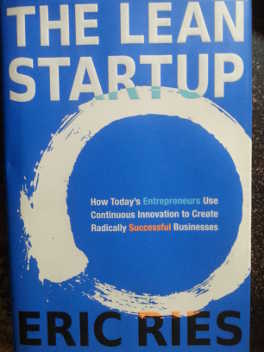 THE LEAN
STARTUP
How Today's Entrepreneurs Use
Continuous Innovation to Create
Radically Successful Businesses
ERIC RIES